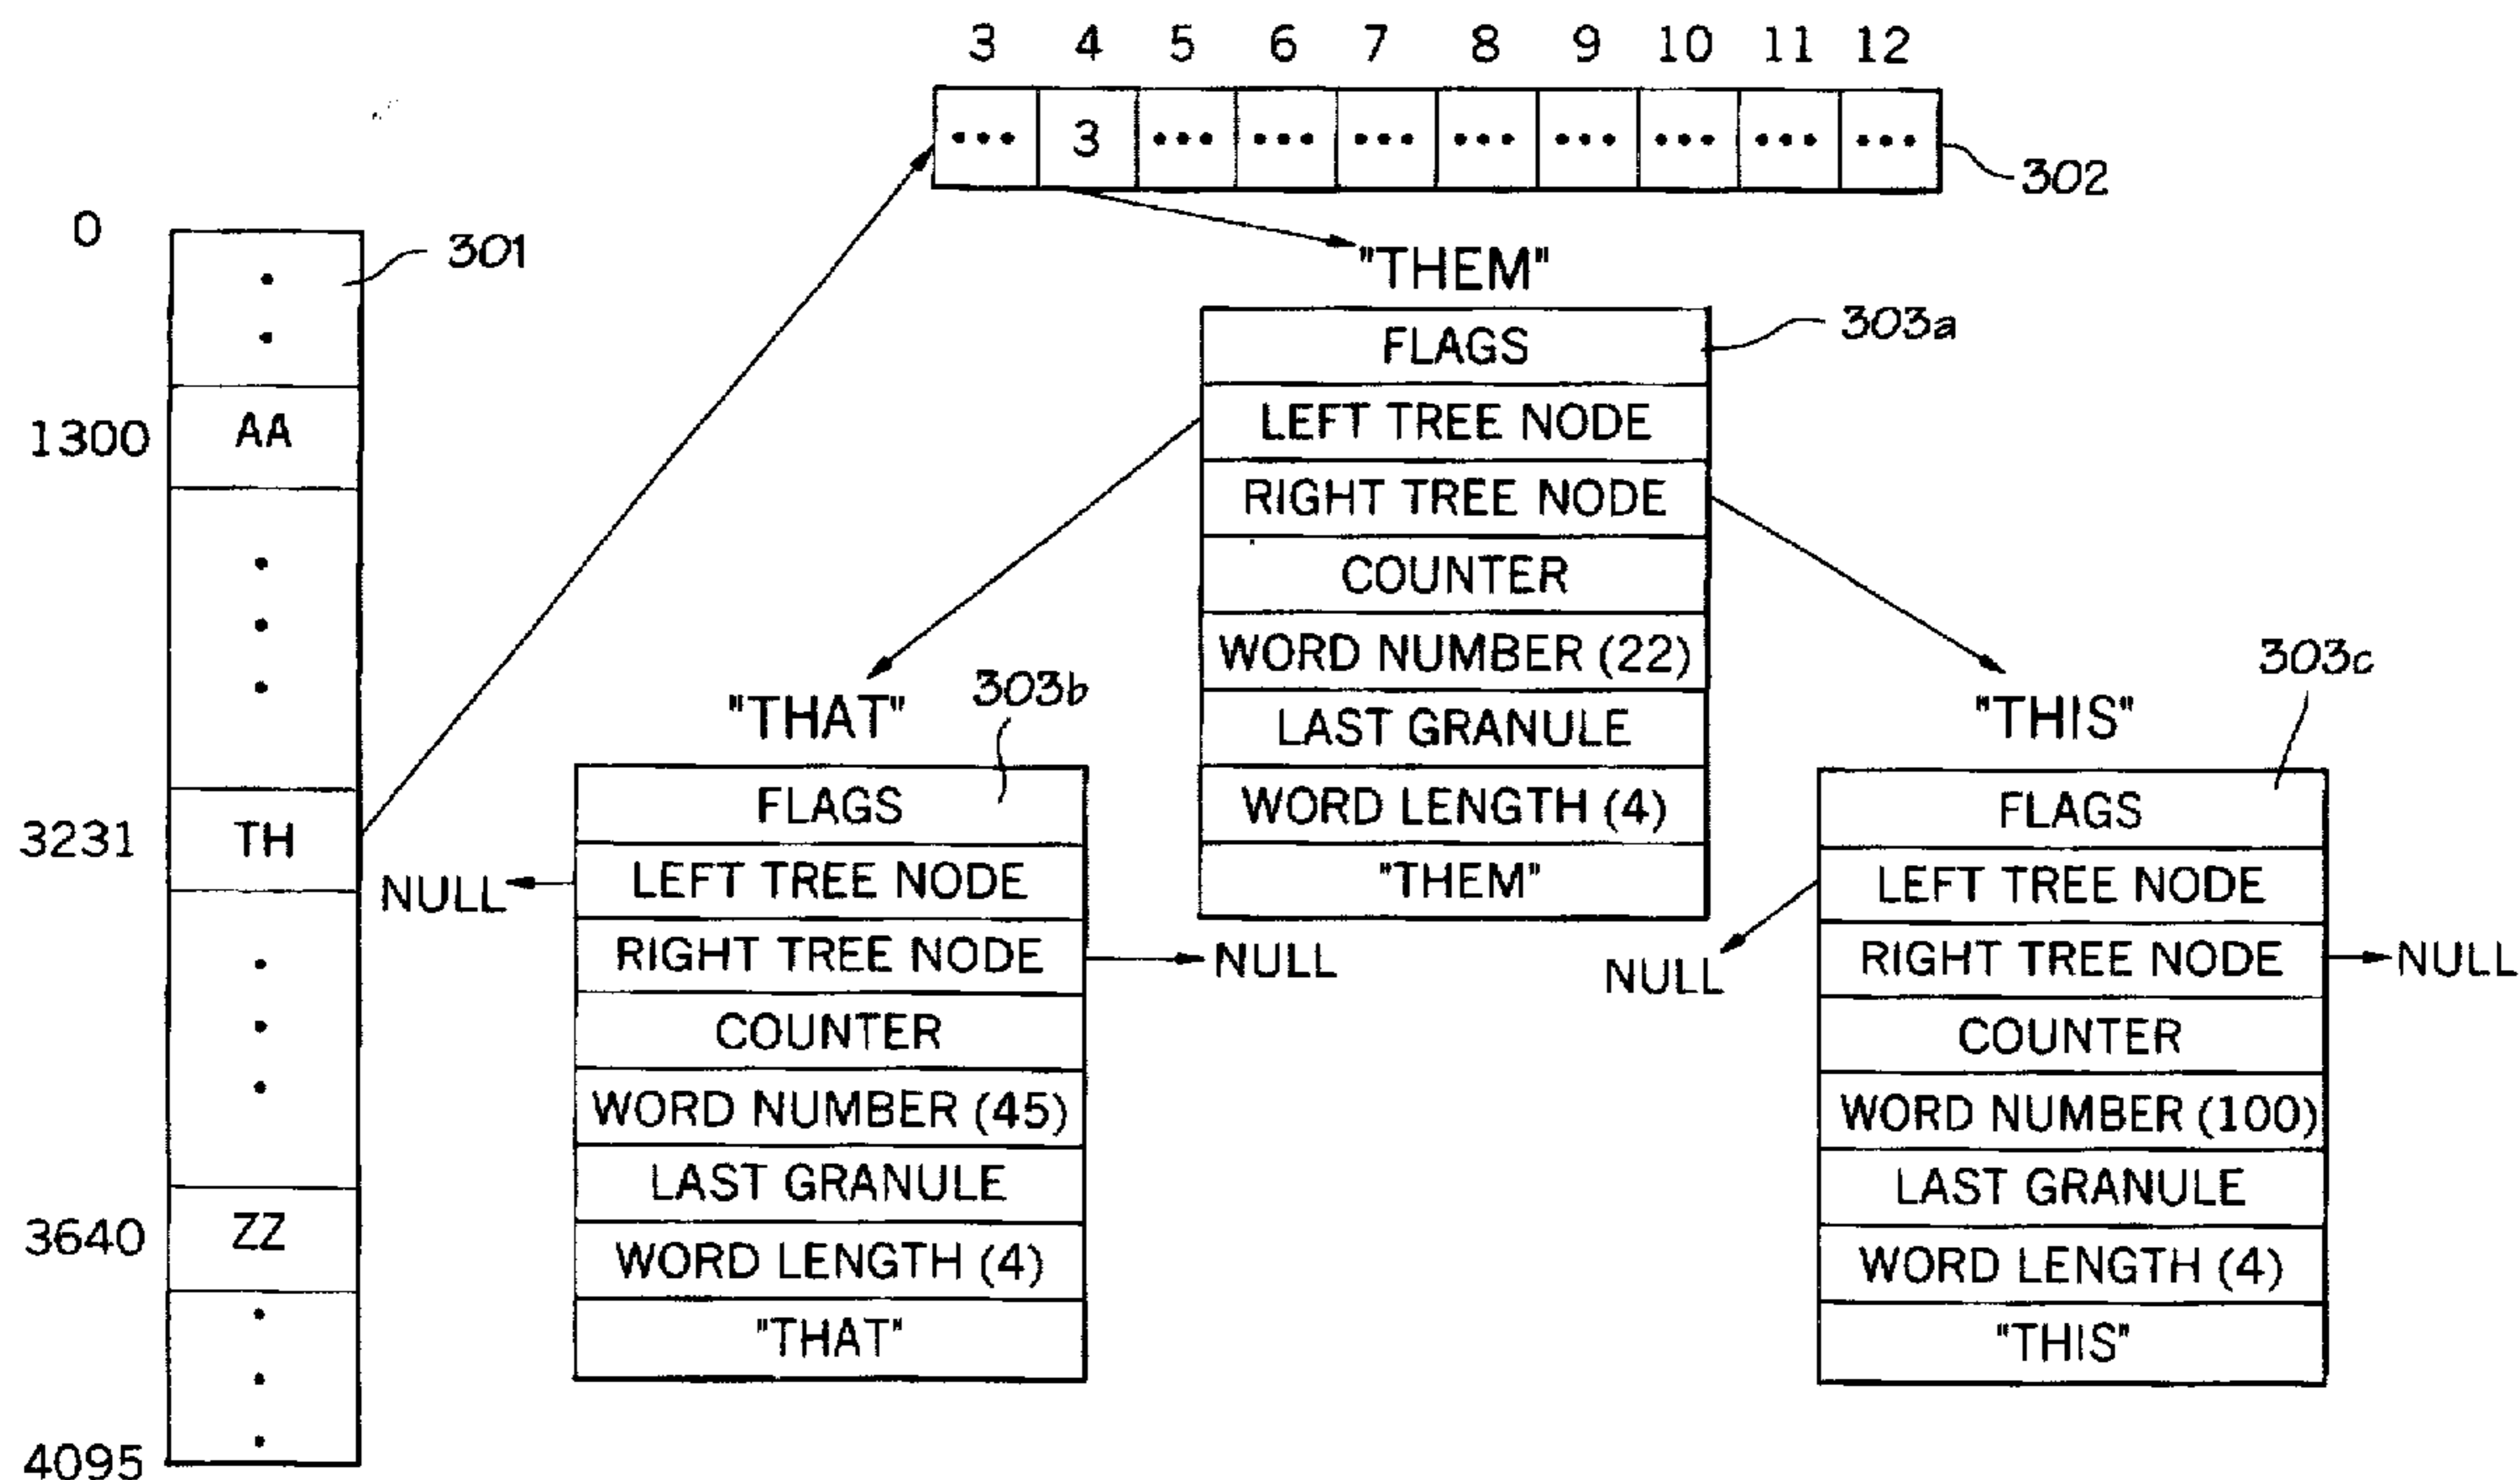 3 4 5 6 7 8 9 10 11 12
... 3 ... ... ... ... ... ... ... ...
302
0
301
1300 AA
3231 TH
3640 ZZ
4095
"THEM"
303a
FLAGS
LEFT TREE NODE
RIGHT TREE NODE
COUNTER
WORD NUMBER (22)
LAST GRANULE
WORD LENGTH (4)
"THEM"
"THAT"
303b
FLAGS
NULL LEFT TREE NODE
RIGHT TREE NODE NULL
COUNTER
WORD NUMBER (45)
LAST GRANULE
WORD LENGTH (4)
"THAT"
303c
"THIS"
FLAGS
LEFT TREE NODE
NULL RIGHT TREE NODE NULL
COUNTER
WORD NUMBER (100)
LAST GRANULE
WORD LENGTH (4)
"THIS"